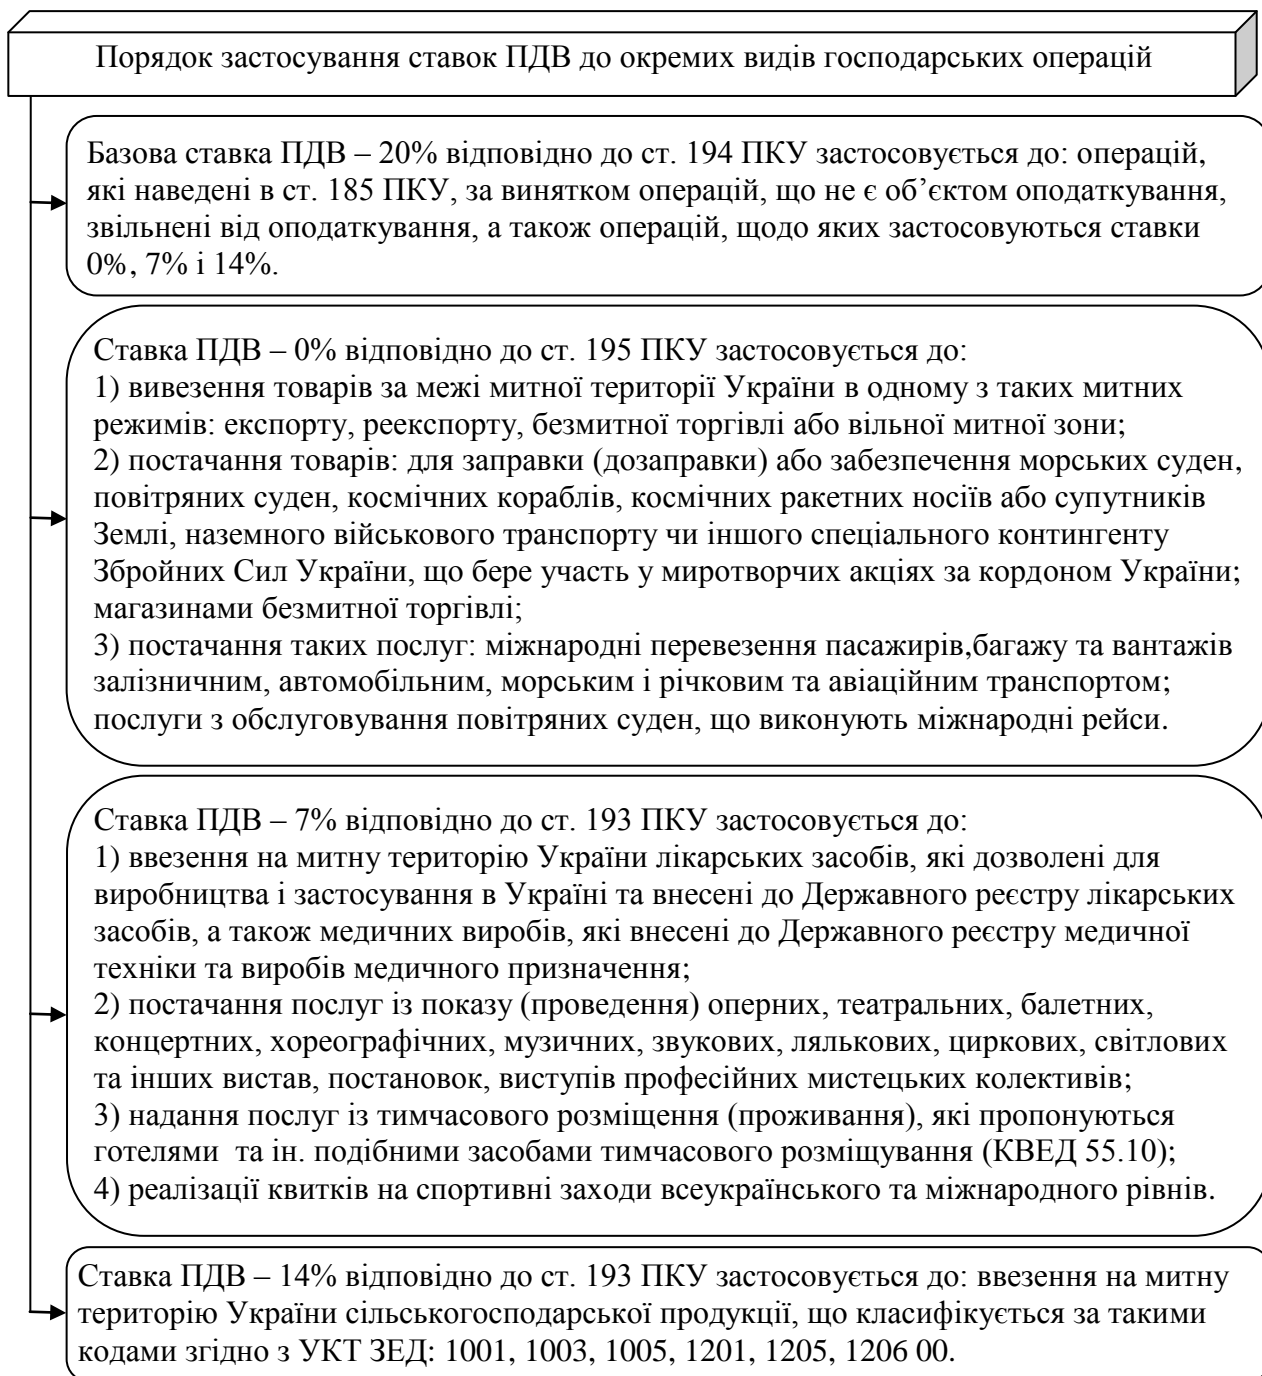 Порядок застосування ставок ПДВ до окремих видів господарських операцій
Базова ставка ПДВ – 20% відповідно до ст. 194 ПКУ застосовується до: операцій,
які наведені в ст. 185 ПКУ, за винятком операцій, що не є об’єктом оподаткування,
звільнені від оподаткування, а також операцій, щодо яких застосовуються ставки
0%, 7% і 14%.
Ставка ПДВ – 0% відповідно до ст. 195 ПКУ застосовується до:
1) вивезення товарів за межі митної території України в одному з таких митних
режимів: експорту, реекспорту, безмитної торгівлі або вільної митної зони;
2) постачання товарів: для заправки (дозаправки) або забезпечення морських суден,
повітряних суден, космічних кораблів, космічних ракетних носіїв або супутників
Землі, наземного військового транспорту чи іншого спеціального контингенту
Збройних Сил України, що бере участь у миротворчих акціях за кордоном України;
магазинами безмитної торгівлі;
3) постачання таких послуг: міжнародні перевезення пасажирів,багажу та вантажів
залізничним, автомобільним, морським і річковим та авіаційним транспортом;
послуги з обслуговування повітряних суден, що виконують міжнародні рейси.
Ставка ПДВ – 7% відповідно до ст. 193 ПКУ застосовується до:
1) ввезення на митну територію України лікарських засобів, які дозволені для
виробництва і застосування в Україні та внесені до Державного реєстру лікарських
засобів, а також медичних виробів, які внесені до Державного реєстру медичної
техніки та виробів медичного призначення;
2) постачання послуг із показу (проведення) оперних, театральних, балетних,
концертних, хореографічних, музичних, звукових, лялькових, циркових, світлових
та інших вистав, постановок, виступів професійних мистецьких колективів;
3) надання послуг із тимчасового розміщення (проживання), які пропонуються
готелями та ін. подібними засобами тимчасового розміщування (КВЕД 55.10);
4) реалізації квитків на спортивні заходи всеукраїнського та міжнародного рівнів.
Ставка ПДВ – 14% відповідно до ст. 193 ПКУ застосовується до: ввезення на митну
територію України сільськогосподарської продукції, що класифікується за такими
кодами згідно з УКТ ЗЕД: 1001, 1003, 1005, 1201, 1205, 1206 00.